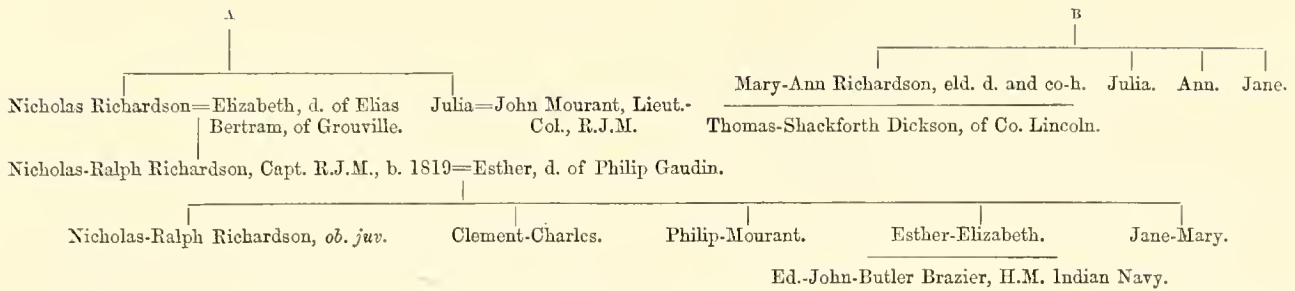 A B
Mary-Ann Richardson, eld. d. and co-h. Julia. Ann. Jane.
Nicholas Richardson=Elizabeth, d. of Elias Julia=John Mourant, Lieut.-
Bertram, of Grouville. Col., R.J.M. Thomas-Shackforth Dickson, of Co. Lincoln.
Nicholas-Ralph Richardson, Capt. R.J.M., b. 1819=Esther, d. of Philip Gaudin.
Nicholas-Ralph Richardson, ob. juv. Clement-Charles. Philip-Mourant. Esther-Elizabeth. Jane-Mary.
Ed.-John-Butler Brazier, H.M. Indian Navy.